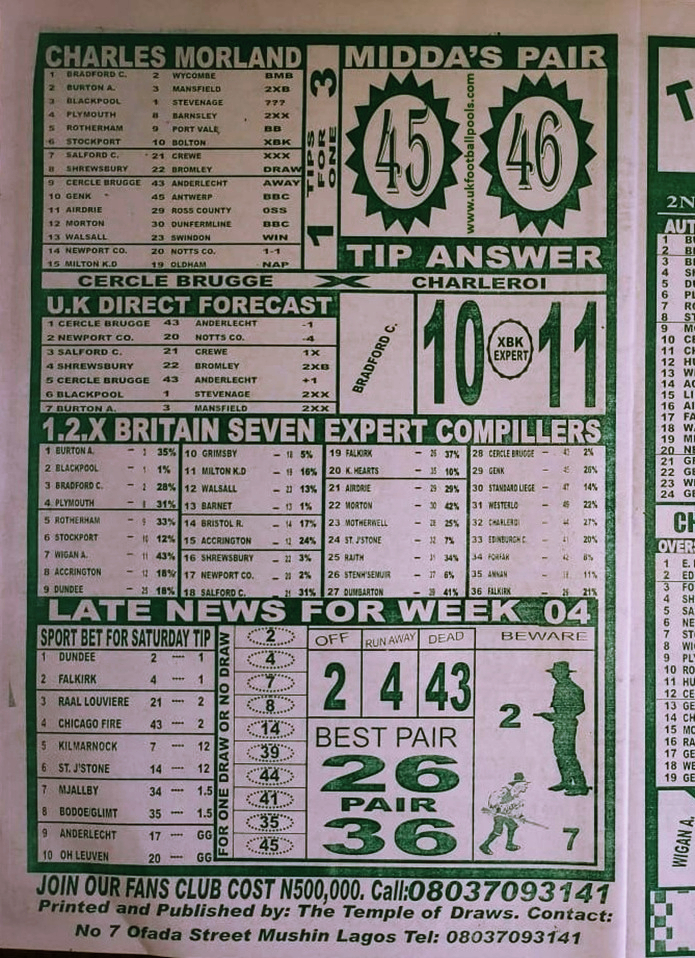 CHARLES MORLAND
1 BRADFORD C. 2 WYCOMBE BMB
2 BURTON A. 3 MANSFIELD 2XB
3 BLACKPOOL 1 STEVENAGE ???
4 PLYMOUTH 8 BARNSLEY 2XX
5 ROTHERHAM 9 PORT VALE BB
6 STOCKPORT 10 BOLTON XBK
7 SALFORD C. 21 CREWE XXX
8 SHREWSBURY 22 BROMLEY DRAW
9 CERCLE BRUGGE 43 ANDERLECHT AWAY
10 GENK 45 ANTWERP BBC
11 AIRDRIE 29 ROSS COUNTY 0SS
12 MORTON 30 DUNFERMLINE BBC
13 WALSALL 23 SWINDON WIN
14 NEWPORT CO. 20 NOTTS CO. 1-1
15 MILTON K.D 19 OLDHAM NAP
3
TIPS
FOR
ONE
1
MIDDA'S PAIR
45 46
www.ukfootballpools.com
TIP ANSWER
CERCLE BRUGGE X CHARLEROI
U.K DIRECT FORECAST
1 CERCLE BRUGGE 43 ANDERLECHT -1
2 NEWPORT CO. 20 NOTTS CO. -4
3 SALFORD C. 21 CREWE 1X
4 SHREWSBURY 22 BROMLEY 2XB
5 CERCLE BRUGGE 43 ANDERLECHT +1
6 BLACKPOOL 1 STEVENAGE 2XX
7 BURTON A. 3 MANSFIELD 2XX
BRADFORD C.
10 XBK EXPERT 11
1.2.X BRITAIN SEVEN EXPERT COMPILLERS
1 BURTON A. 35%
2 BLACKPOOL 1%
3 BRADFORD C. 28%
4 PLYMOUTH 31%
5 ROTHERHAM 33%
6 STOCKPORT 12%
7 WIGAN A. 43%
8 ACCRINGTON 18%
9 DUNDEE 18%
10 GRIMSBY 5%
11 MILTON K.D 16%
12 WALSALL 13%
13 BARNET 1%
14 BRISTOL R. 17%
15 ACCRINGTON 24%
16 SHREWSBURY 3%
17 NEWPORT CO. 2%
18 SALFORD C. 31%
19 FALKIRK 37%
20 K. HEARTS 10%
21 AIRDRIE 29%
22 MORTON 42%
23 MOTHERWELL 25%
24 ST. J'STONE 7%
25 RAITH 34%
26 STENH'SEMUIR 6%
27 DUMBARTON 41%
28 CERCLE BRUGGE 2%
29 GENK 26%
30 STANDARD LIEGE 14%
31 WESTERLO 22%
32 CHARLEROI 27%
33 EDINBURGH C. 20%
34 FORFAR
35 ANNAN 11%
36 FALKIRK 21%
LATE NEWS FOR WEEK 04
SPORT BET FOR SATURDAY TIP
1 DUNDEE 2 ---- 1
2 FALKIRK 4 ---- 1
3 RAAL LOUVIERE 21 ---- 2
4 CHICAGO FIRE 43 ---- 2
5 KILMARNOCK 7 ---- 12
6 ST. J'STONE 14 ---- 12
7 MJALLBY 34 ---- 1.5
8 BODOE/GLIMT 35 ---- 1.5
9 ANDERLECHT 17 ---- GG
10 OH LEUVEN 20 ---- GG
FOR ONE DRAW OR NO DRAW
2
4
7
8
14
39
44
41
35
45
OFF RUN AWAY DEAD
2 4 43
BEST PAIR
26
PAIR
36
BEWARE
2
7
JOIN OUR FANS CLUB COST N500,000. Call:08037093141
Printed and Published by: The Temple of Draws. Contact:
No 7 Ofada Street Mushin Lagos Tel: 08037093141
WIGAN A.